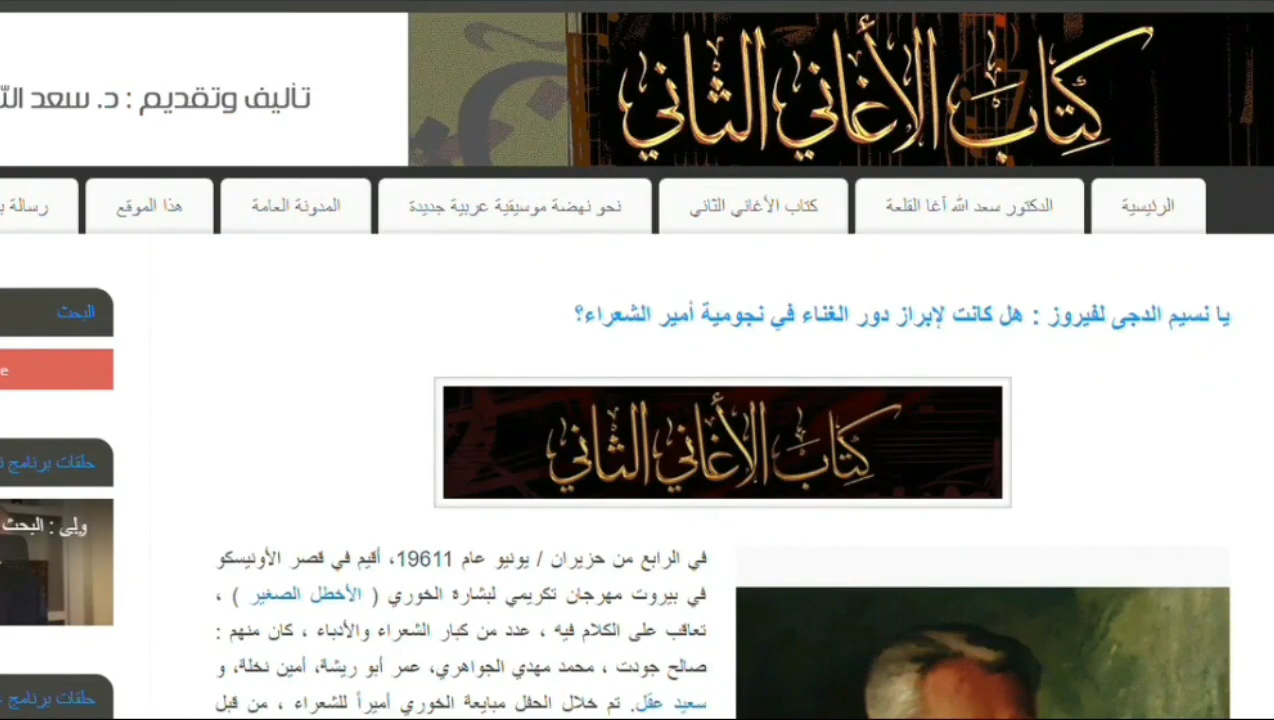 كتاب الأغاني الثاني
تأليف وتقديم : د. سعد
الرئيسية
الدكتور سعد الله آغا القلعة
كتاب الأغاني الثاني
نحو نهضة موسيقية عربية جديدة
المدونة العامة
هذا الموقع
رسالة
يا نسيم الدجى لفيروز : هل كانت لإبراز دور الغناء في نجومية أمير الشعراء؟
البحث
كتاب الأغاني الثاني
حلقات برنامج
: البحث
في الرابع من حزيران / يونيو عام 19611، أقيم في قصر الأونيسكو
في بيروت مهرجان تكريمي لبشاره الخوري ( الأخطل الصغير ) ،
تعاقب على الكلام فيه ، عدد من كبار الشعراء والأدباء ، كان منهم :
صالح جودت ، محمد مهدي الجواهري، عمر أبو ريشة، أمين نخلة، و
سعيد عقل. تم خلال الحفل مبايعة الخوري أميراً للشعراء ، من قبل
حلقات برنامج